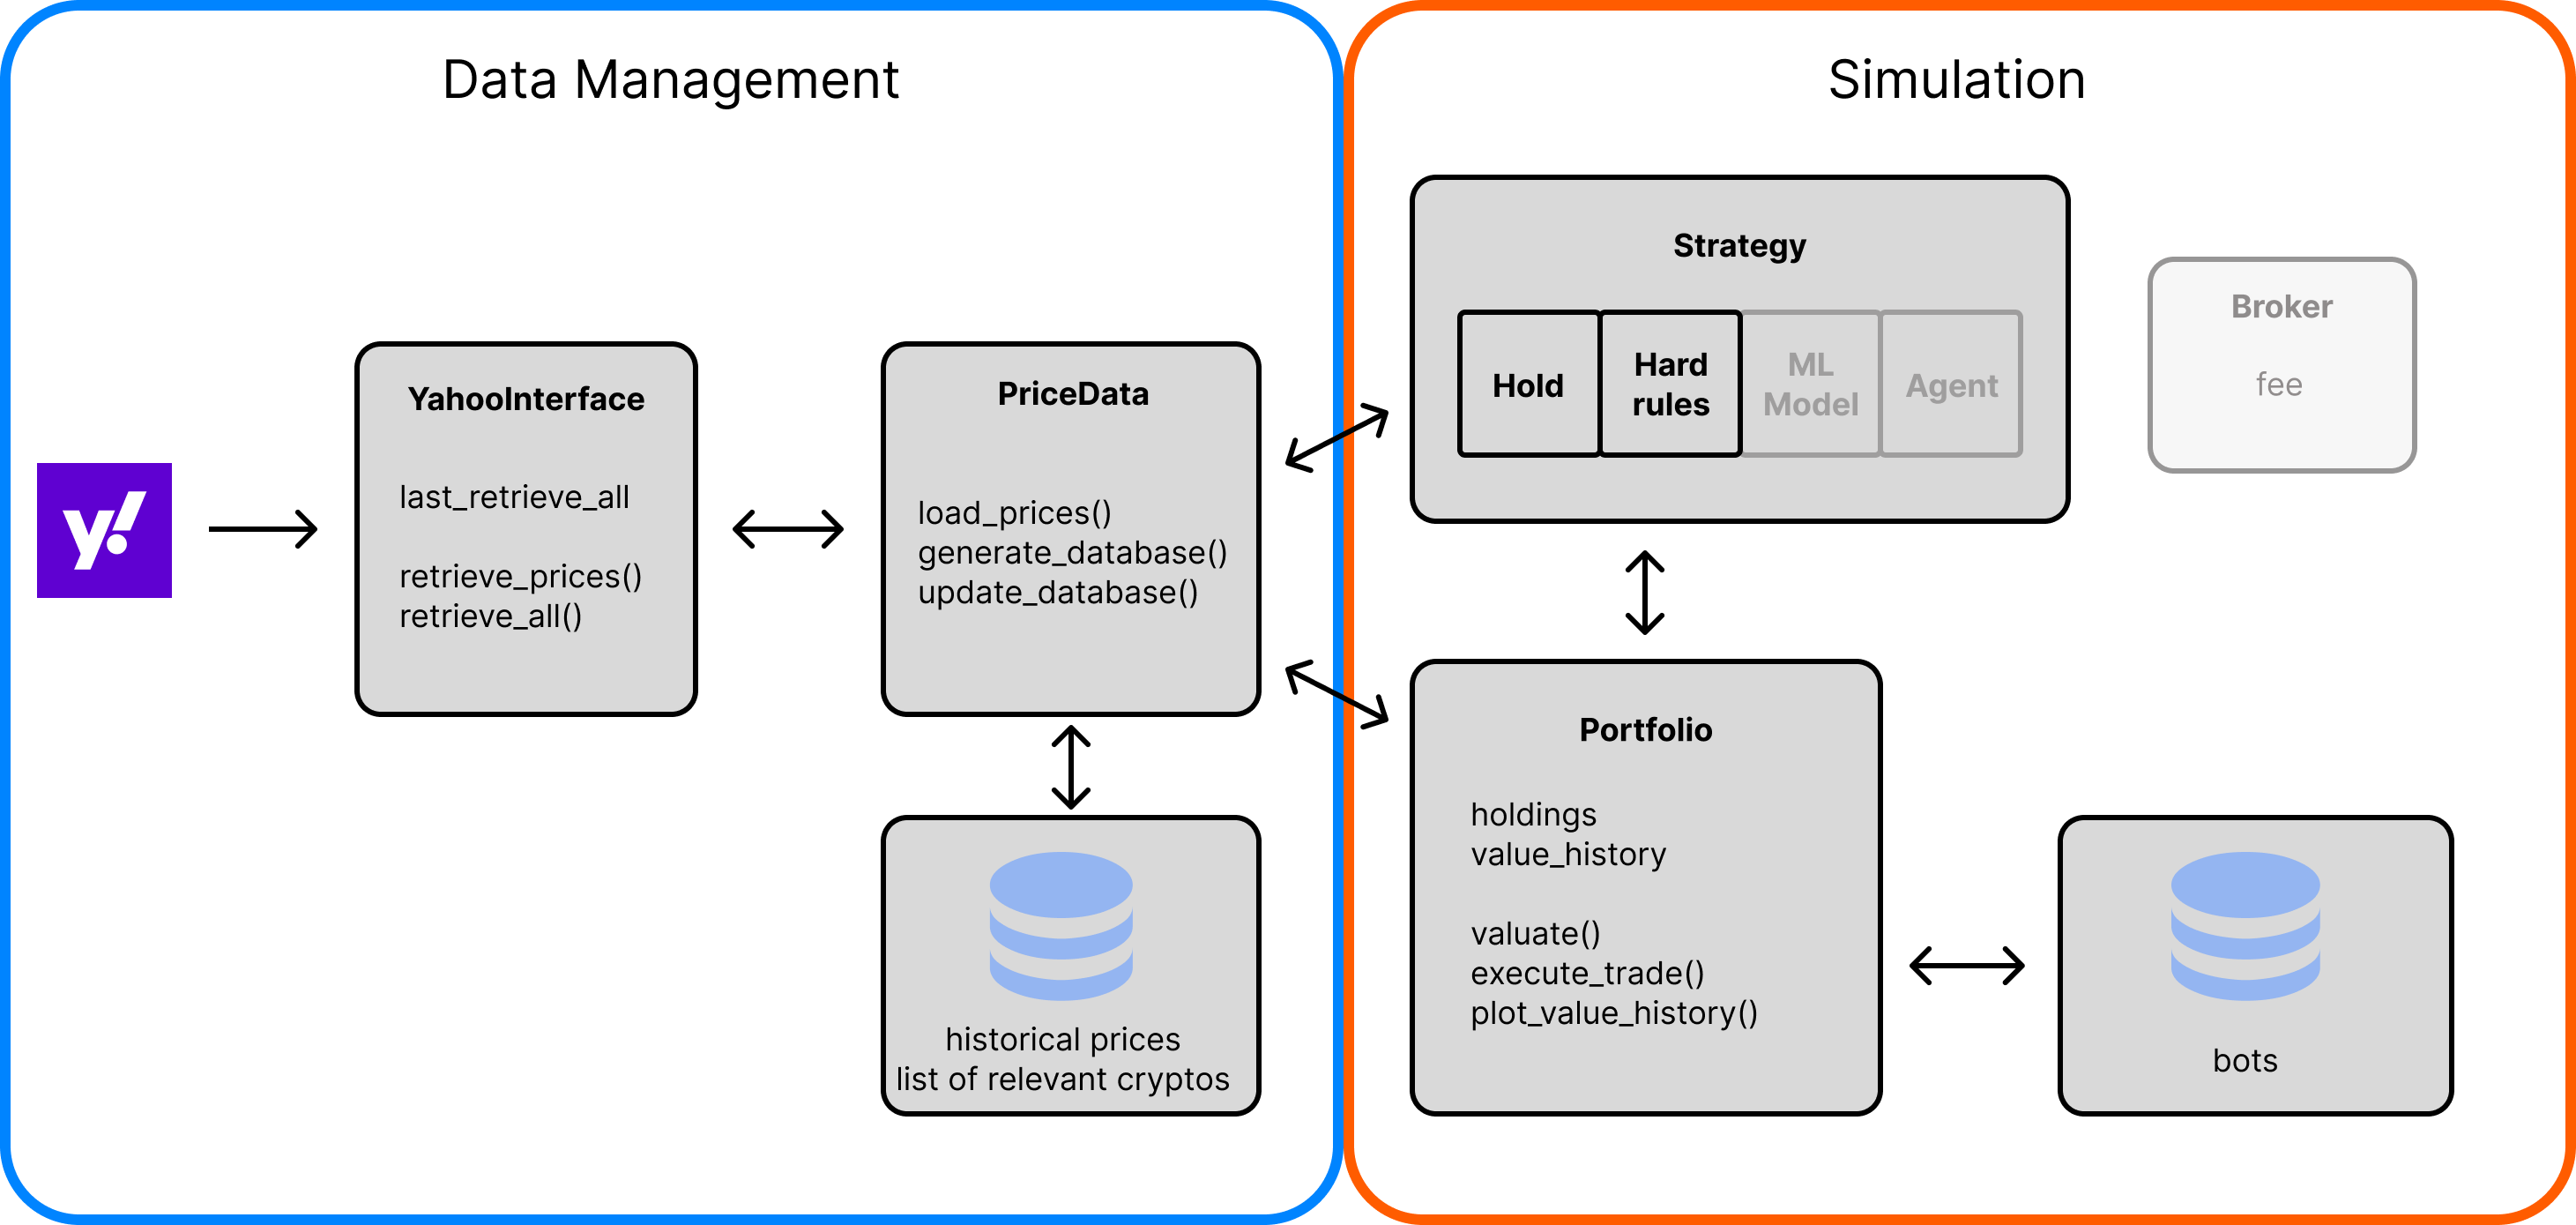 Data Management
Simulation
y!
YahooInterface
last_retrieve_all
retrieve_prices()
retrieve_all()
PriceData
load_prices()
generate_database()
update_database()
historical prices
list of relevant cryptos
Strategy
Hold
Hard
rules
ML
Model
Agent
Broker
fee
Portfolio
holdings
value_history
valuate()
execute_trade()
plot_value_history()
bots